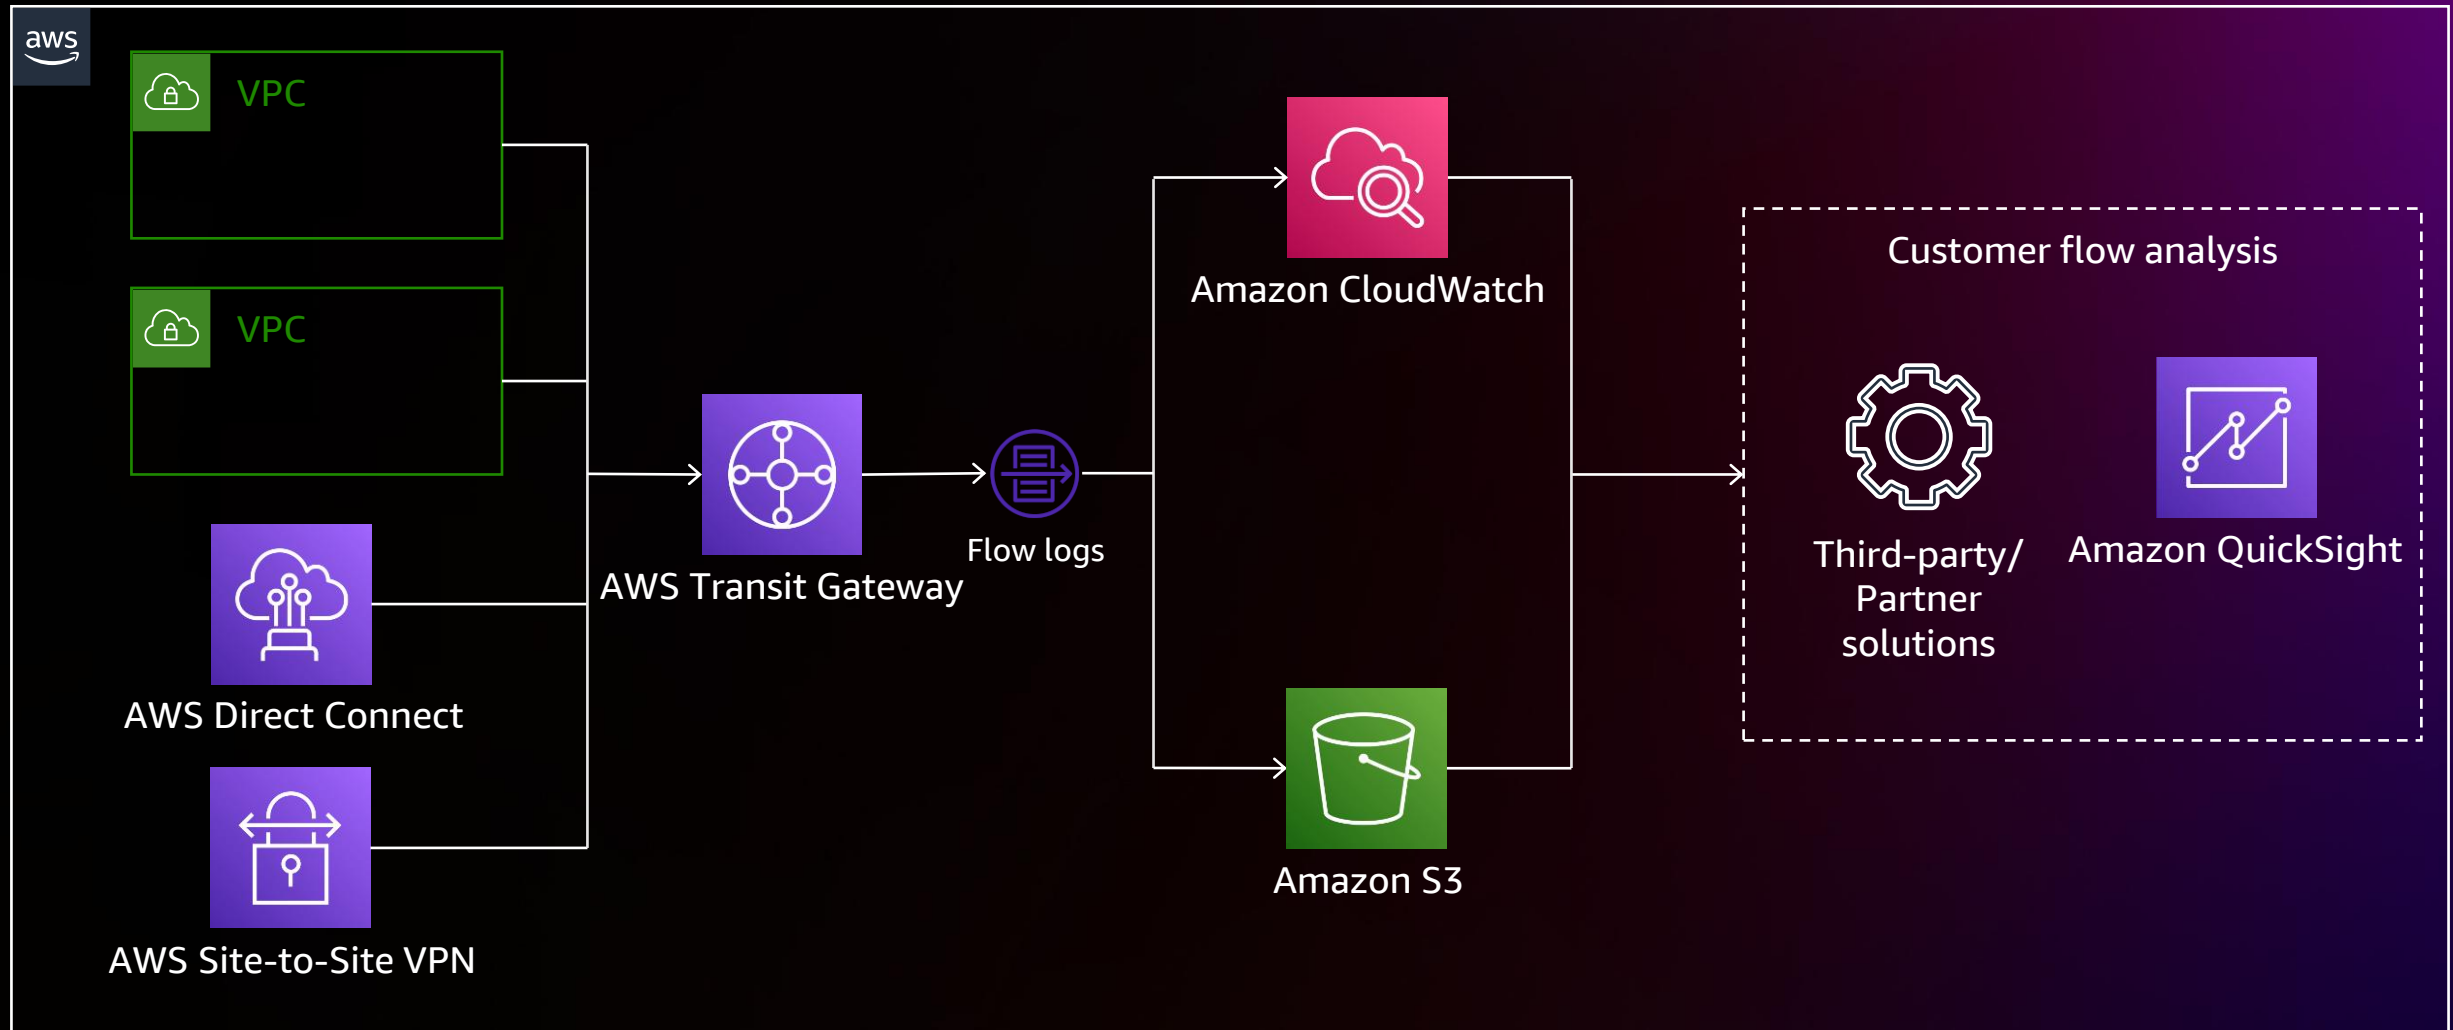 aws
VPC
VPC
AWS Direct Connect
AWS Site-to-Site VPN
AWS Transit Gateway
Flow logs
Amazon CloudWatch
Amazon S3
Customer flow analysis
Third-party/
Partner
solutions
Amazon QuickSight